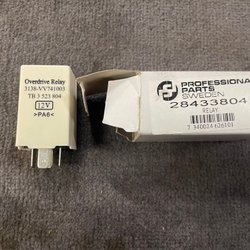 Overdrive Relay
3138-VV741003
TB 3 523 804
12V
>PA6<
PROFESSIONAL
PARTS
SWEDEN
28433804
RELAY
7 340024 626101